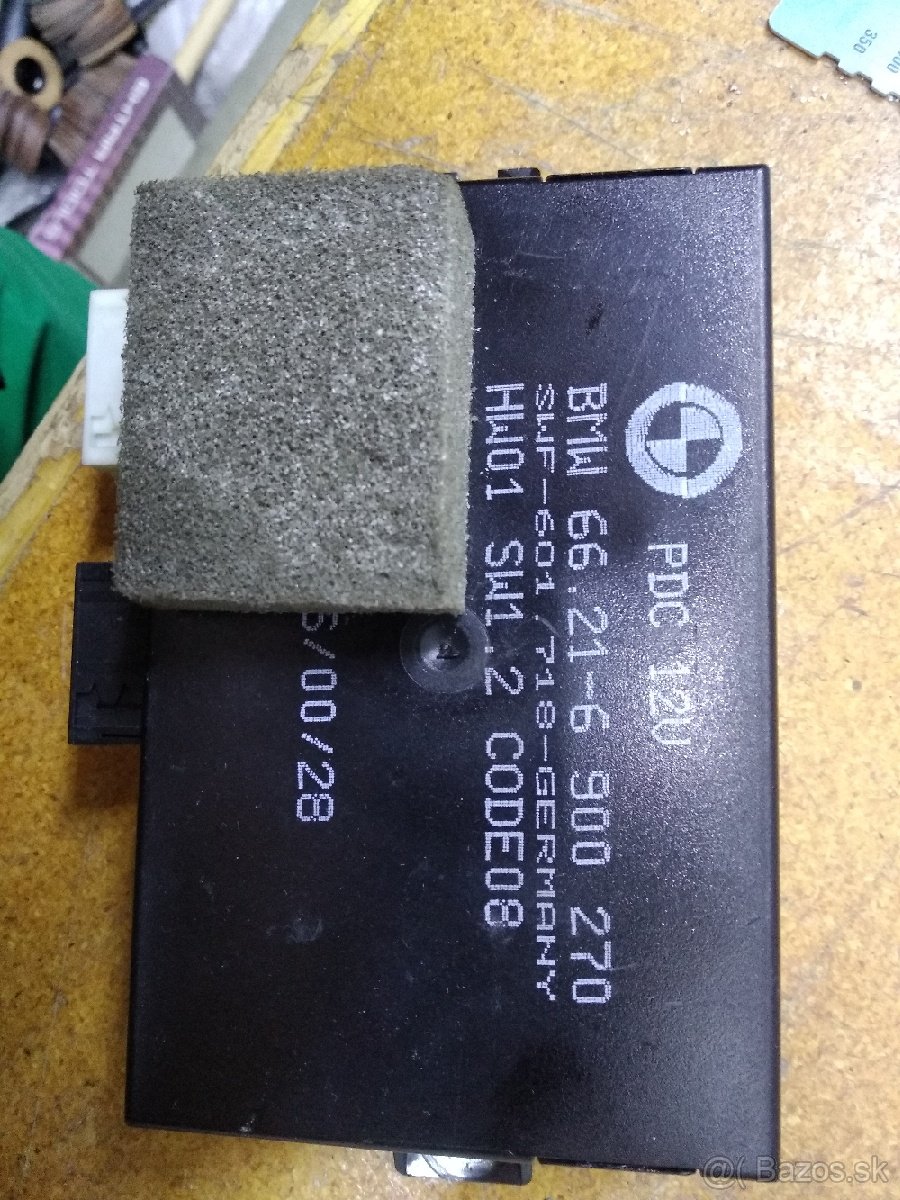 PDC 12V
BMW 66.21-6 900 270
SWF-601.718-GERMANY
HW01 SW1.2 CODE08
/00/28
350
@( Bazos.sk